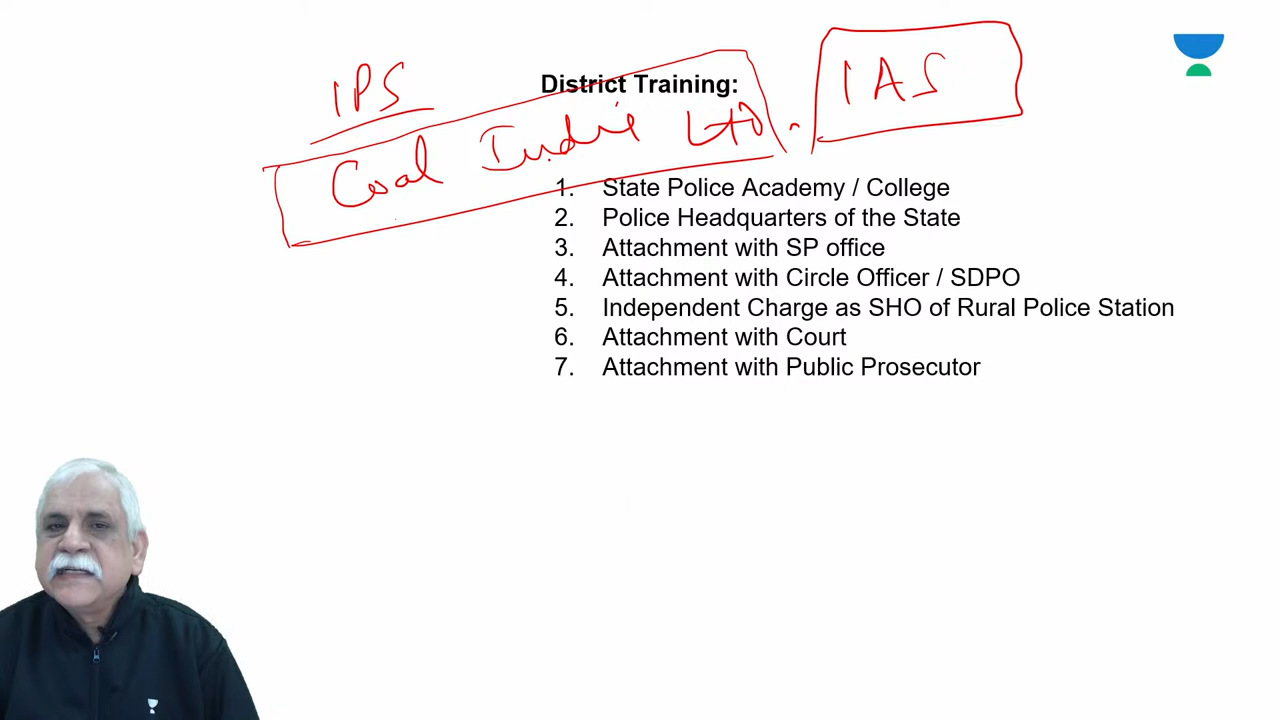 IPS
District Training:
IAS
Coal India Ltd.
1. State Police Academy / College
2. Police Headquarters of the State
3. Attachment with SP office
4. Attachment with Circle Officer / SDPO
5. Independent Charge as SHO of Rural Police Station
6. Attachment with Court
7. Attachment with Public Prosecutor